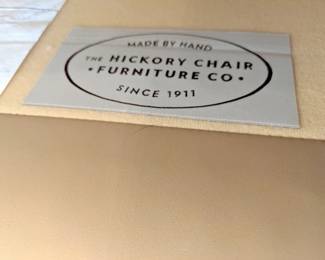 MADE BY HAND
THE HICKORY CHAIR
• FURNITURE CO •
SINCE 1911